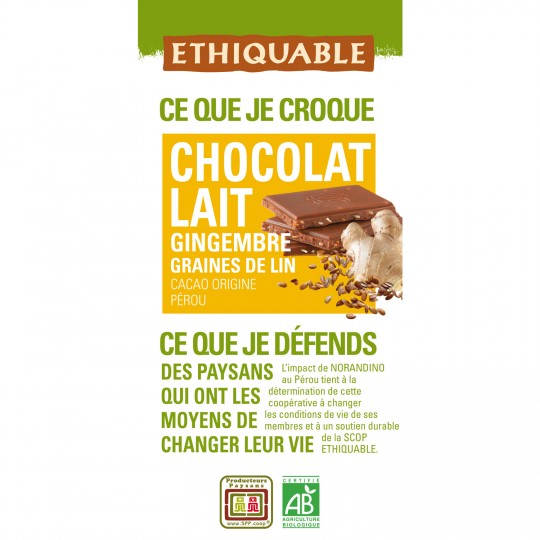 ETHIQUABLE
CE QUE JE CROQUE
CHOCOLAT
LAIT
GINGEMBRE
GRAINES DE LIN
CACAO ORIGINE
PÉROU
CE QUE JE DÉFENDS
DES PAYSANS
QUI ONT LES
MOYENS DE
CHANGER LEUR VIE
L'impact de NORANDINO
au Pérou tient à la
détermination de cette
coopérative à changer
les conditions de vie de ses
membres et à un soutien durable
de la SCOP
ETHIQUABLE.
Producteurs
Paysans
www.SPP.coop
CERTIFIÉ
AB
AGRICULTURE
BIOLOGIQUE